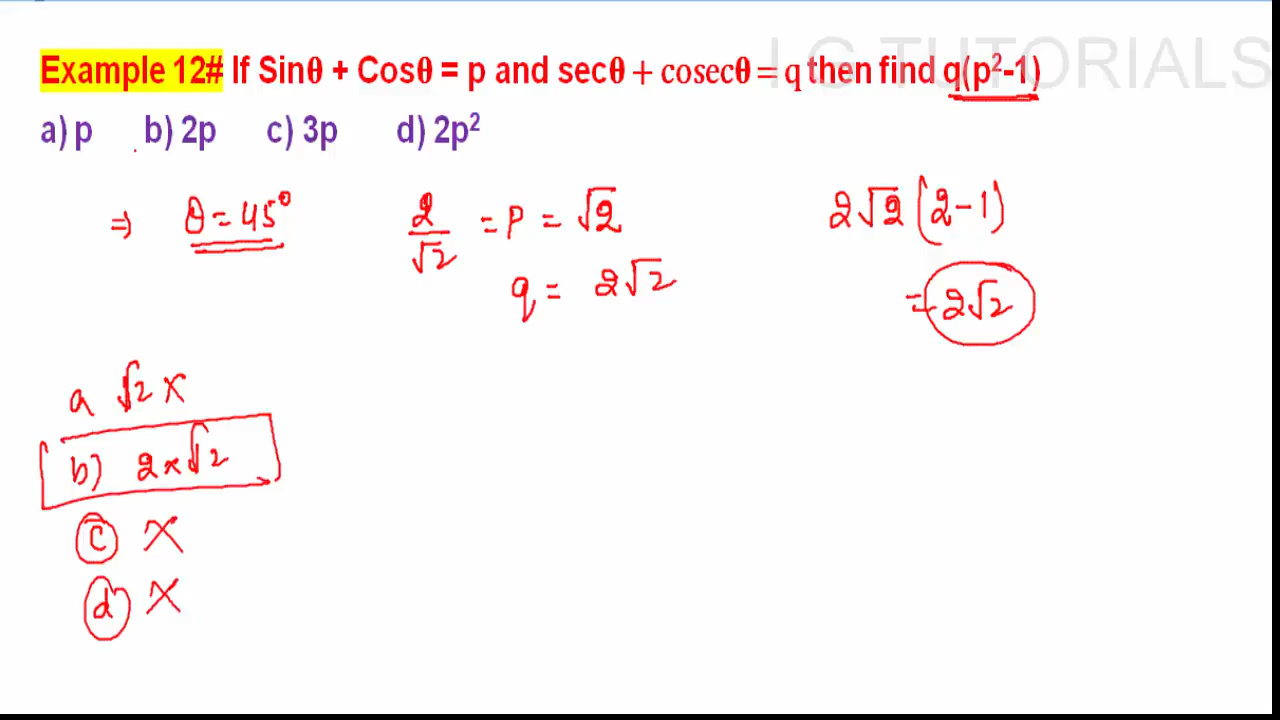 I G TUTORIALS
Example 12# If Sinθ + Cosθ = p and secθ + cosecθ = q then find q(p²-1)
a) p b) 2p c) 3p d) 2p²
⇒ θ = 45° 2/√2 = P = √2 2√2 (2-1)
q = 2√2 = 2√2
a √2 ×
b) 2×√2
c ×
d ×